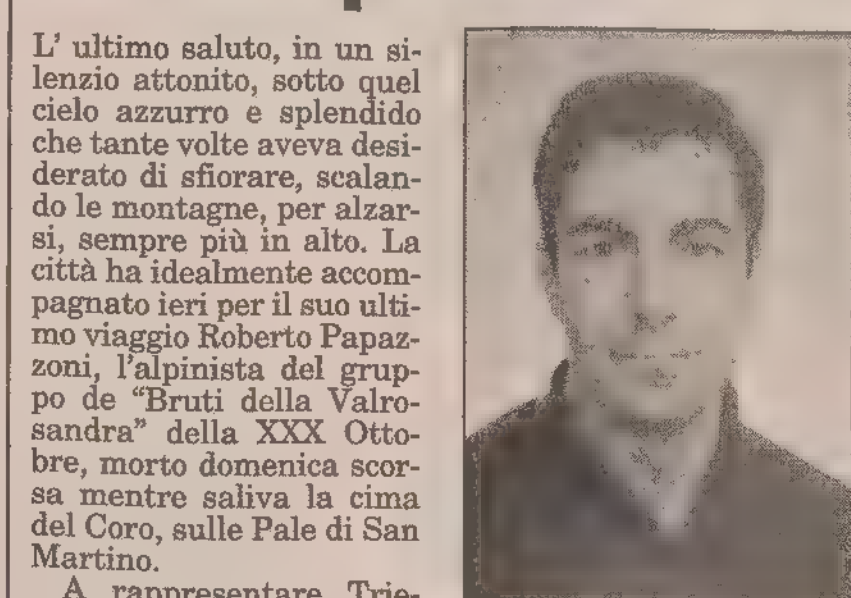 L' ultimo saluto, in un si-
lenzio attonito, sotto quel
cielo azzurro e splendido
che tante volte aveva desi-
derato di sfiorare, scalan-
do le montagne, per alzar-
si, sempre più in alto. La
città ha idealmente accom-
pagnato ieri per il suo ulti-
mo viaggio Roberto Papaz-
zoni, l'alpinista del grup-
po de “Bruti della Valro-
sandra” della XXX Otto-
bre, morto domenica scor-
sa mentre saliva la cima
del Coro, sulle Pale di San
Martino.
A rappresentare Trie-